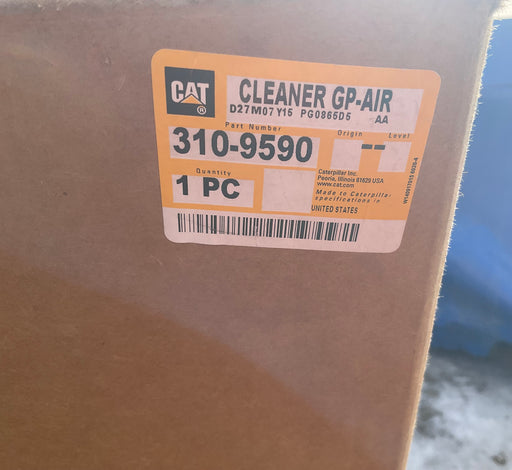 CAT®
CLEANER GP-AIR
D27M07Y15 PG0865D5 AA
Part Number Origin Level
310-9590 --
Quantity
1 PC
Caterpillar Inc.
Peoria, Illinois 61629 USA
www.cat.com
Made to Caterpillar
specifications in
UNITED STATES